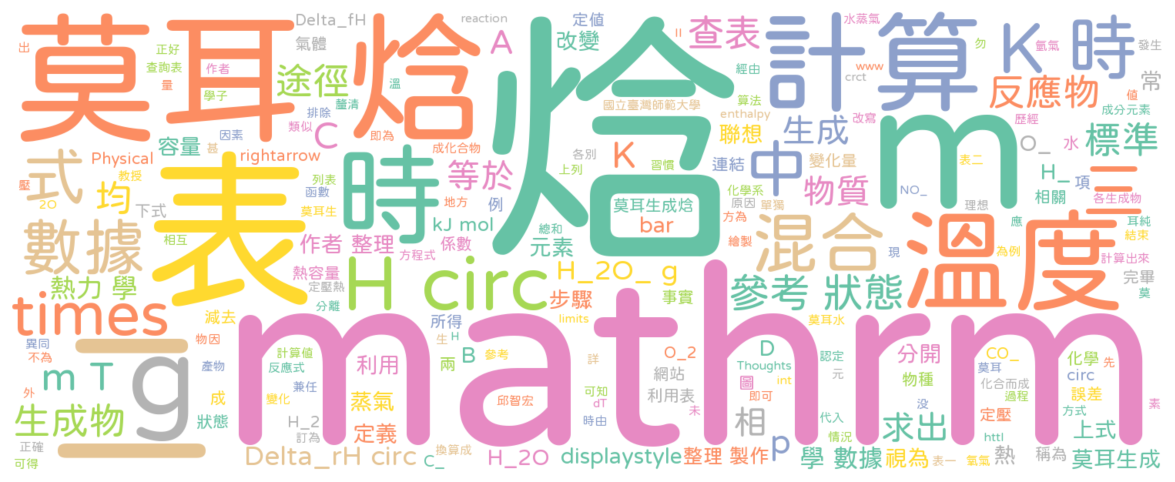 出 正好 Delta_fH reaction 定值 水蒸氣 勿 氫氣 發生
莫耳焓 氣體 A 改變 查表 計算 K 時
查詢表 作者 溫 途徑 焓 II 經由 www 反應物 常 值
量 學子 排除 釐清 國立臺灣師範大學 算法 crct 成分元素
容量 因素 類似 C 即為 enthalpy 聯想 生成 改寫 歷經 標準
甚 成化合物 K 各別 m O_ 水
式 Physical rightarrow 時 上列 習慣 連結 中 變化量 表二
壓 教授 表 列表 地方 等於 化學系 物質 NO_ H_ 項 三
2O 均 函數 例 莫耳生成焓 原因 單獨 理想 相關 各生成物
數據 下式 莫耳生 kJ mol bar 方為 混合 應 耳純
相互 作者 整理 係數 總和 元素 繪製 現 為例 結束
方程式 溫度 計算出來
熱力 學 熱容量 H circ H_2O_ g 參考 狀態 完畢
定壓熱 步驟 事實 莫
times 分離 減去 所得 limits 莫耳水
異同 物因 mathrm 生 H 認定 分開 CO_ 化學 先
不為 計算値 利用 兩 B 參考 詳 O_2 D 莫耳 circ
m T g 產物 反應式 網站 Thoughts 圖 int 元 物種 化合而成 誤差
外 成 兼任 蒸氣 可知 利用表 即可 過程
生成物 變化 邱智宏 dT 未 相 代入 求出 定壓 方式 素
狀態 H_2 定義 時由 p 情況 没 httl 上式
正確 訂為 換算成
可得 Delta_rH circ C_ H_2O displaystyle 整理 製作 學 數據 視為 表一 氫氣 熱 稱為 莫耳生成